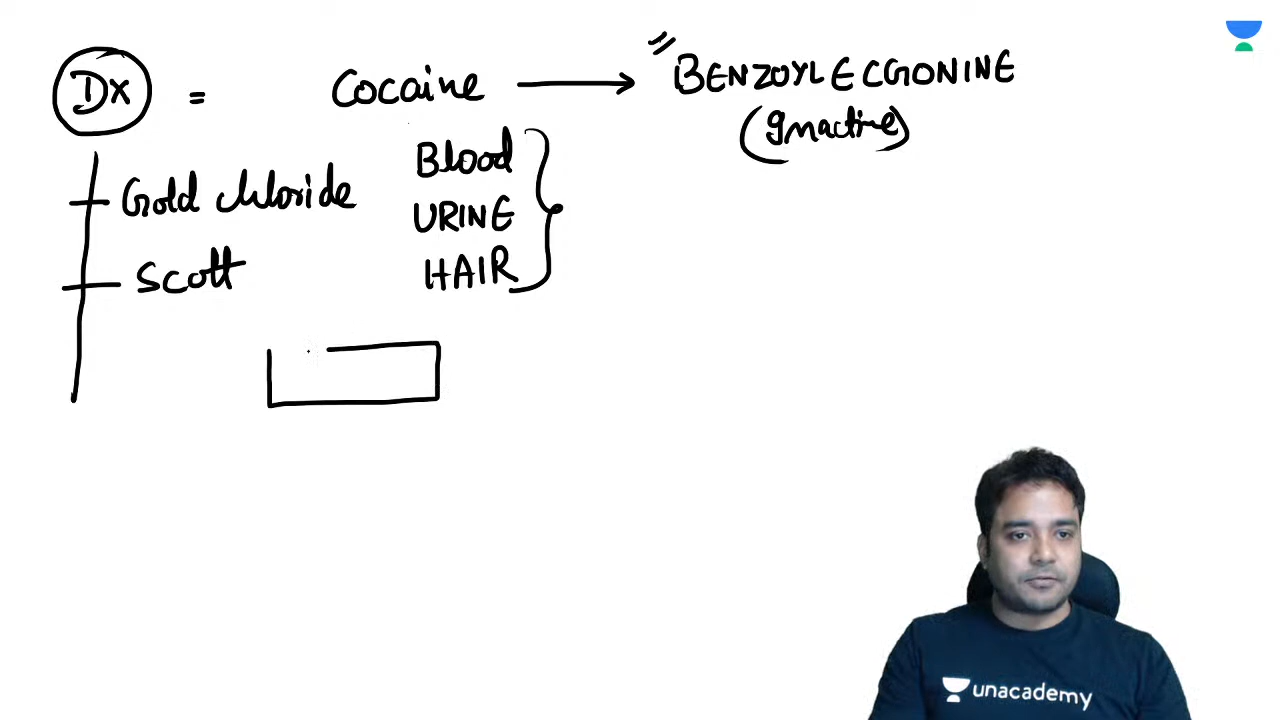 Dx = Cocaine → "BENZOYLECGONINE
(Inactive)
Blood
Gold chloride
URINE
Scott
HAIR
unacademy